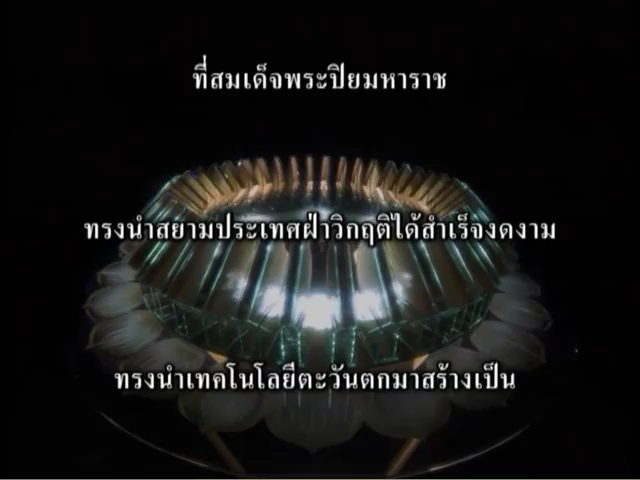 ที่สมเด็จพระปิยมหาราช
ทรงนำสยามประเทศฝ่าวิกฤติได้สำเร็จงดงาม
ทรงนำเทคโนโลยีตะวันตกมาสร้างเป็น